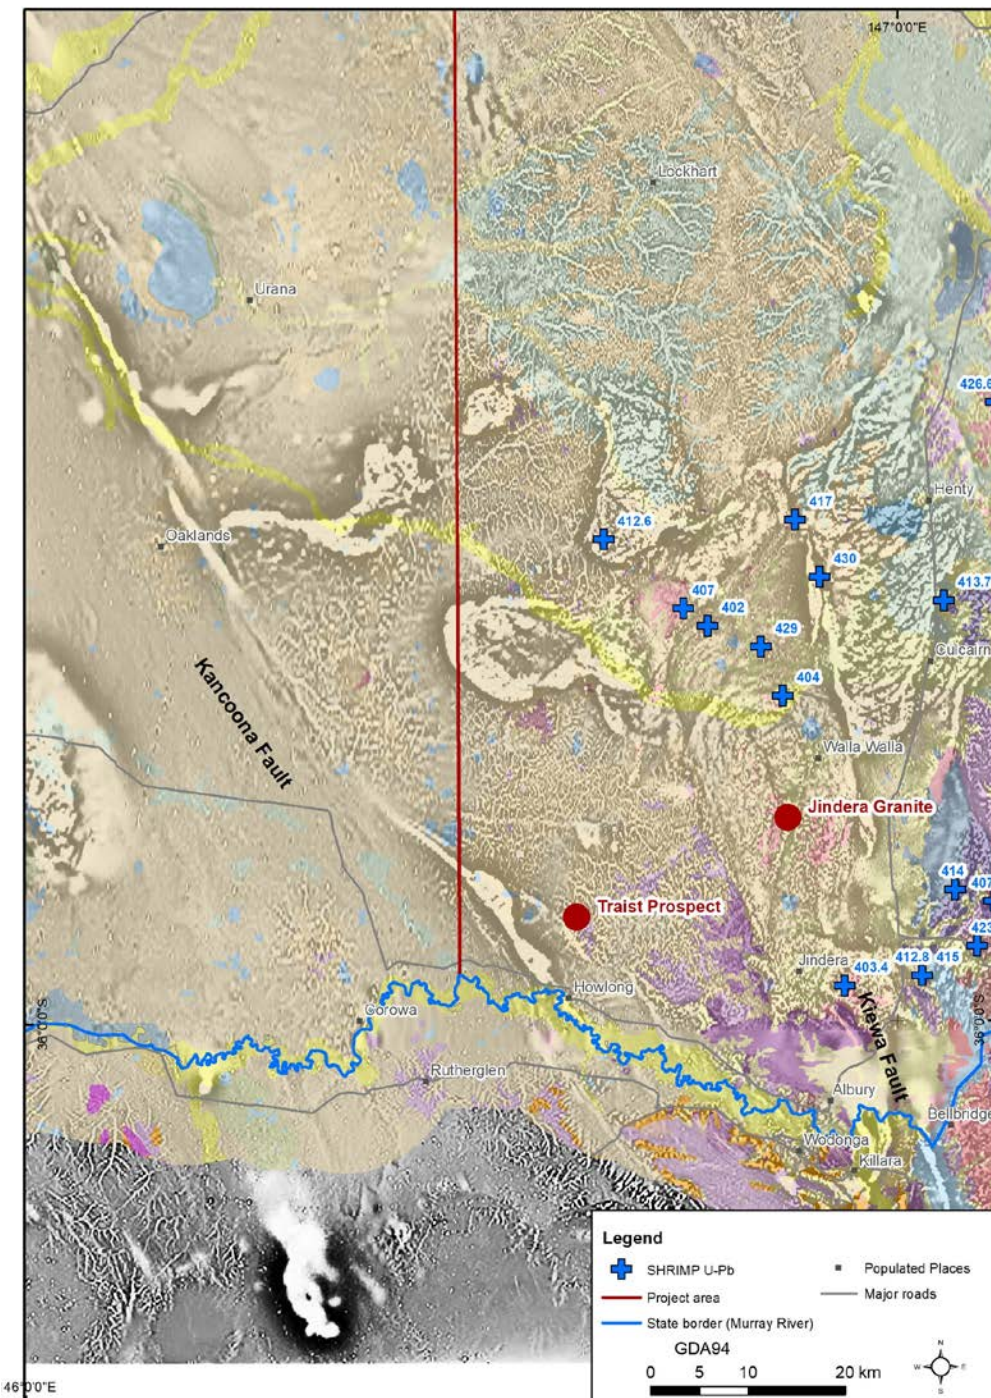 147°0'0"E
Lockhart
Urana
426.6
Henty
417
412.6
Oaklands
430
413.7
407
402
429
Culcairn
404
Kancoona Fault
Walla Walla
Jindera Granite
414
407
Traist Prospect
423
Jindera
412.8
415
403.4
Howlong
Kiewa Fault
36°0'0"S
36°0'0"S
Corowa
Rutherglen
Albury
Bellbridge
Wodonga
Killara
Legend
SHRIMP U-Pb
Populated Places
Project area
Major roads
State border (Murray River)
GDA94
0 5 10 20 km
N
W
E
S
46°0'0"E